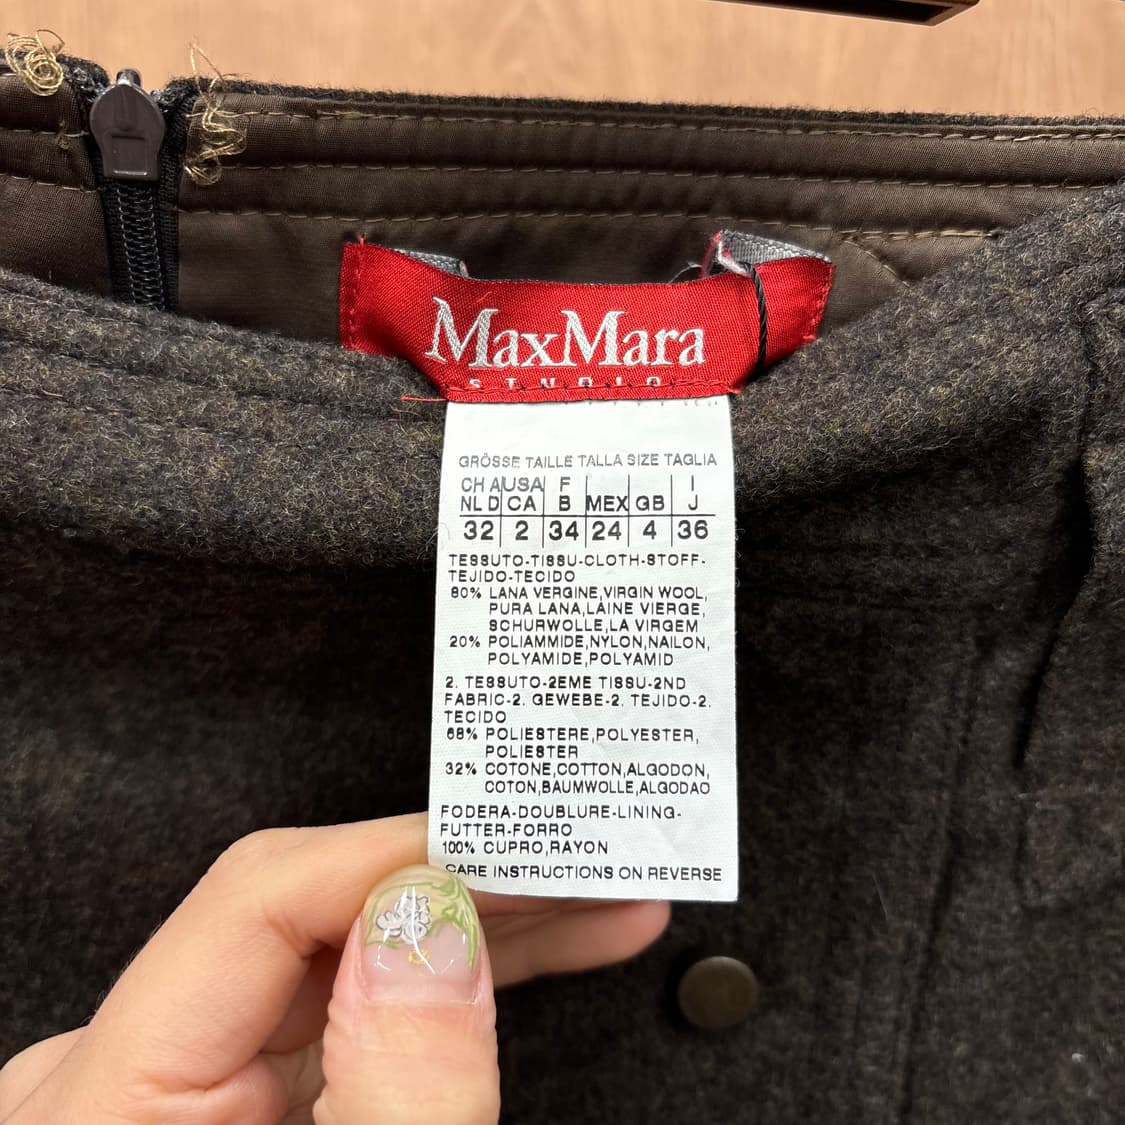 MaxMara
STUDIO
GRÖSSE TAILLE TALLA SIZE TAGLIA
CH A USA F I
NL D CA B MEX GB J
32 2 34 24 4 36
TESSUTO-TISSU-CLOTH-STOFF-
TEJIDO-TECIDO
80% LANA VERGINE,VIRGIN WOOL,
PURA LANA,LAINE VIERGE,
SCHURWOLLE,LA VIRGEM
20% POLIAMMIDE,NYLON,NAILON,
POLYAMIDE,POLYAMID
2. TESSUTO-2EME TISSU-2ND
FABRIC-2. GEWEBE-2. TEJIDO-2.
TECIDO
68% POLIESTERE,POLYESTER,
POLIESTER
32% COTONE,COTTON,ALGODON,
COTON,BAUMWOLLE,ALGODAO
FODERA-DOUBLURE-LINING-
FUTTER-FORRO
100% CUPRO,RAYON
CARE INSTRUCTIONS ON REVERSE